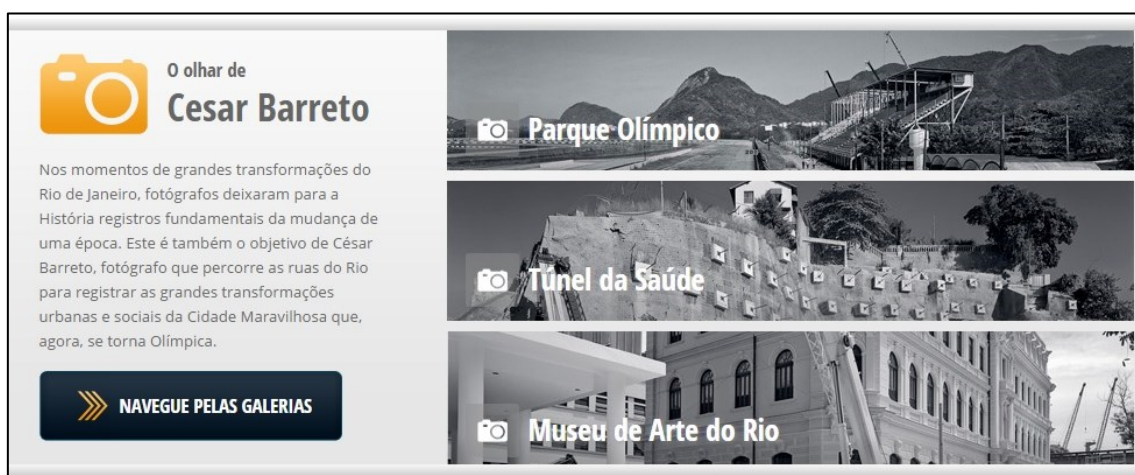 O olhar de
Cesar Barreto
Nos momentos de grandes transformações do
Rio de Janeiro, fotógrafos deixaram para a
História registros fundamentais da mudança de
uma época. Este é também o objetivo de César
Barreto, fotógrafo que percorre as ruas do Rio
para registrar as grandes transformações
urbanas e sociais da Cidade Maravilhosa que,
agora, se torna Olímpica.
NAVEGUE PELAS GALERIAS
Parque Olímpico
Túnel da Saúde
Museu de Arte do Rio